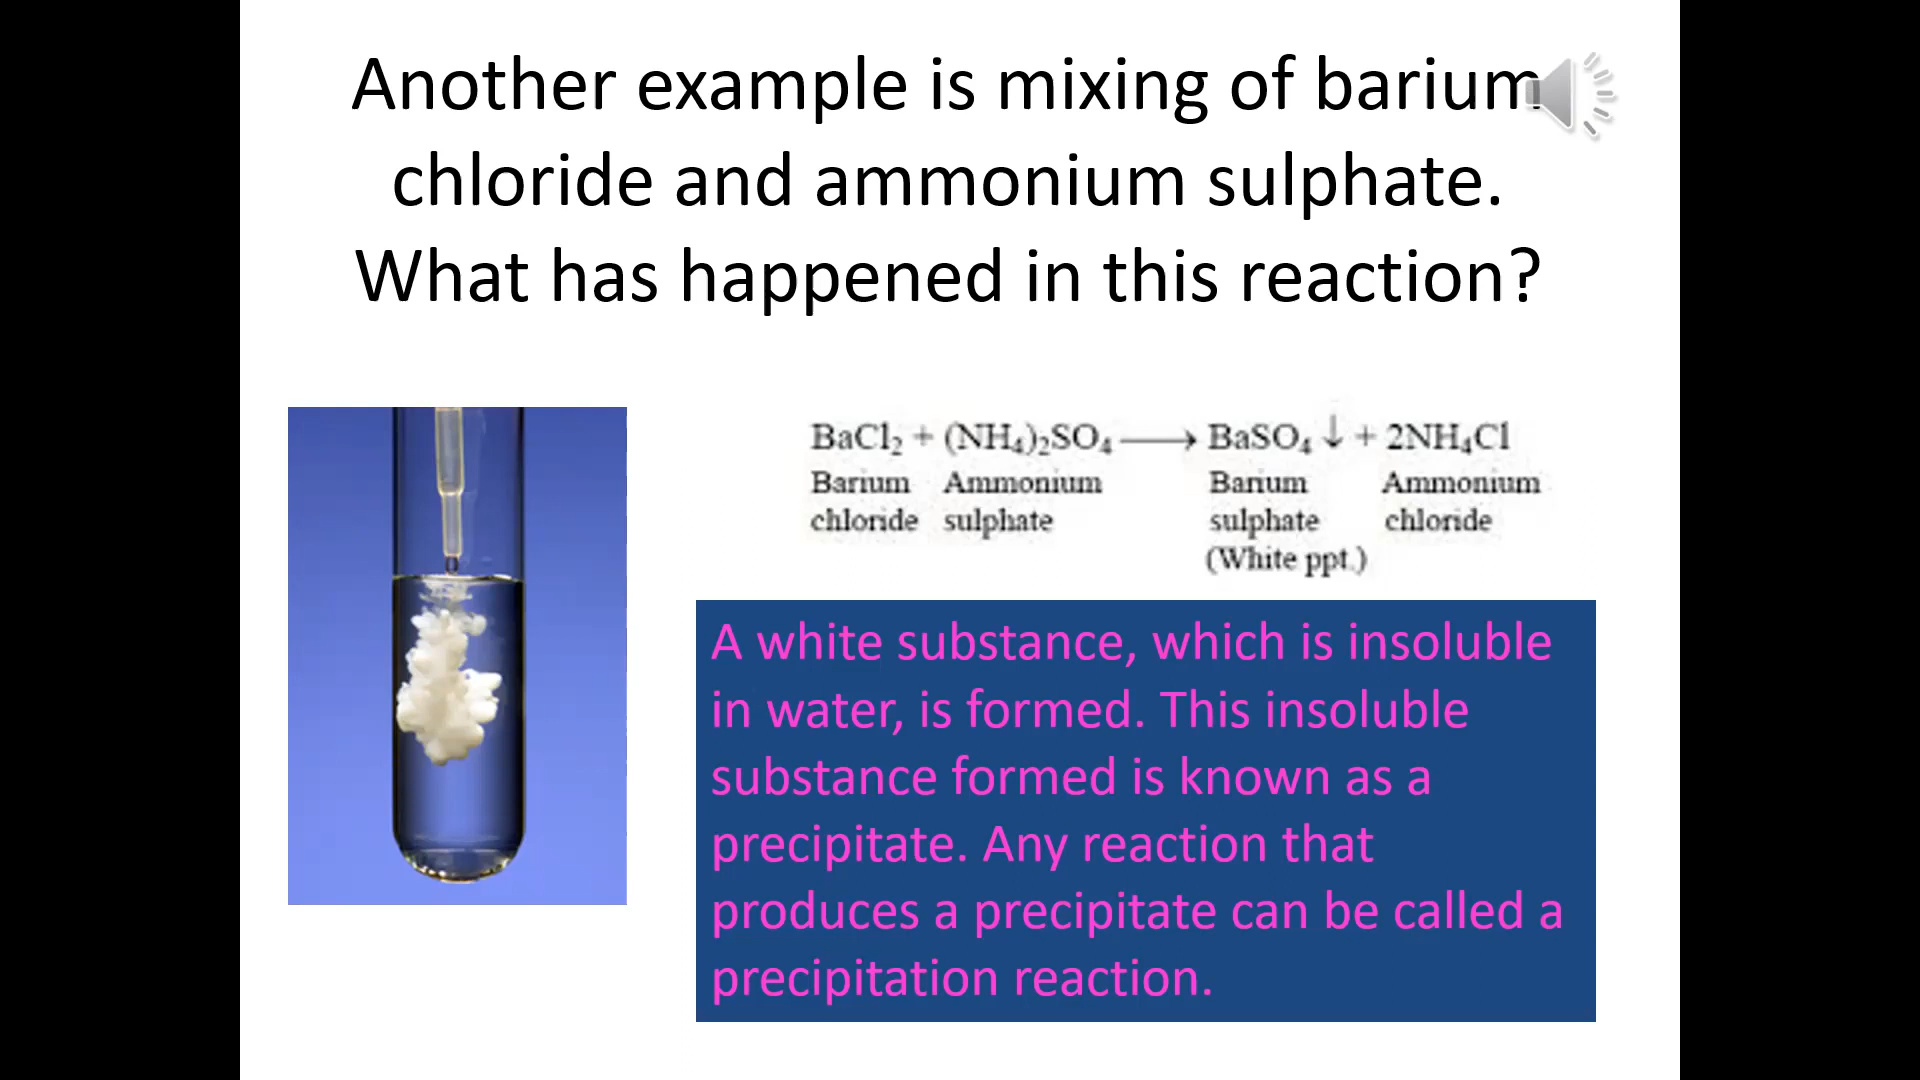 Another example is mixing of barium
chloride and ammonium sulphate.
What has happened in this reaction?
BaCl₂ + (NH₄)₂SO₄ ⟶ BaSO₄ ↓ + 2NH₄Cl
Barium Ammonium Barium Ammonium
chloride sulphate sulphate chloride
(White ppt.)
A white substance, which is insoluble
in water, is formed. This insoluble
substance formed is known as a
precipitate. Any reaction that
produces a precipitate can be called a
precipitation reaction.